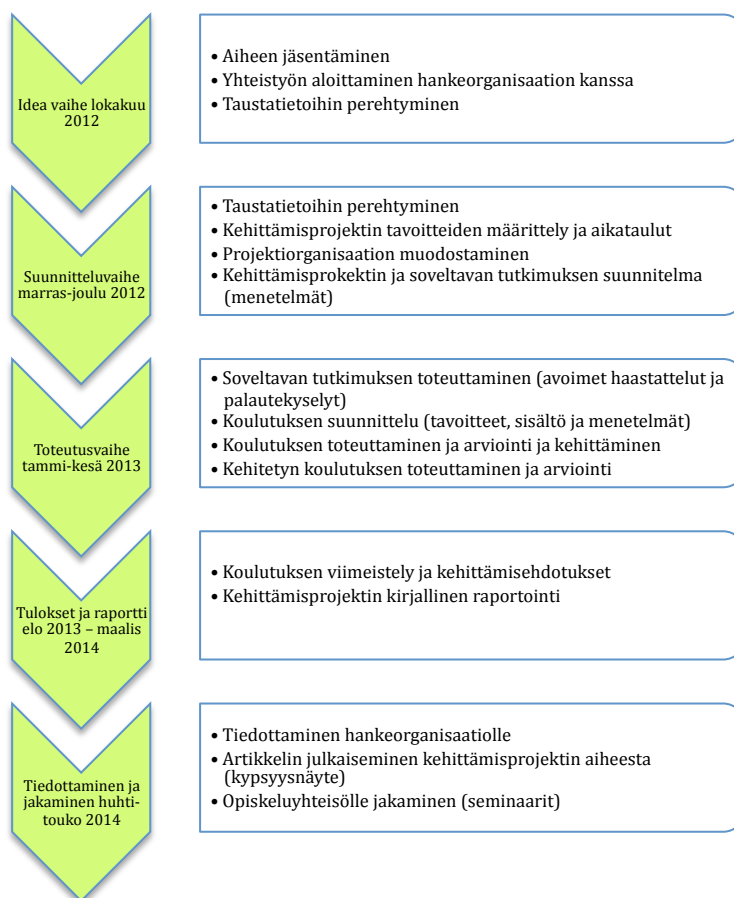 Idea vaihe lokakuu
2012
• Aiheen jäsentäminen
• Yhteistyön aloittaminen hankeorganisaation kanssa
• Taustatietoihin perehtyminen
Suunnitteluvaihe
marras-joulu 2012
• Taustatietoihin perehtyminen
• Kehittämisprojektin tavoitteiden määrittely ja aikataulut
• Projektiorganisaation muodostaminen
• Kehittämisprokektin ja soveltavan tutkimuksen suunnitelma
(menetelmät)
Toteutusvaihe
tammi-kesä 2013
• Soveltavan tutkimuksen toteuttaminen (avoimet haastattelut ja
palautekyselyt)
• Koulutuksen suunnittelu (tavoitteet, sisältö ja menetelmät)
• Koulutuksen toteuttaminen ja arviointi ja kehittäminen
• Kehitetyn koulutuksen toteuttaminen ja arviointi
Tulokset ja raportti
elo 2013 – maalis
2014
• Koulutuksen viimeistely ja kehittämisehdotukset
• Kehittämisprojektin kirjallinen raportointi
Tiedottaminen ja
jakaminen huhti-
touko 2014
• Tiedottaminen hankeorganisaatiolle
• Artikkelin julkaiseminen kehittämisprojektin aiheesta
(kypsyysnäyte)
• Opiskeluyhteisölle jakaminen (seminaarit)